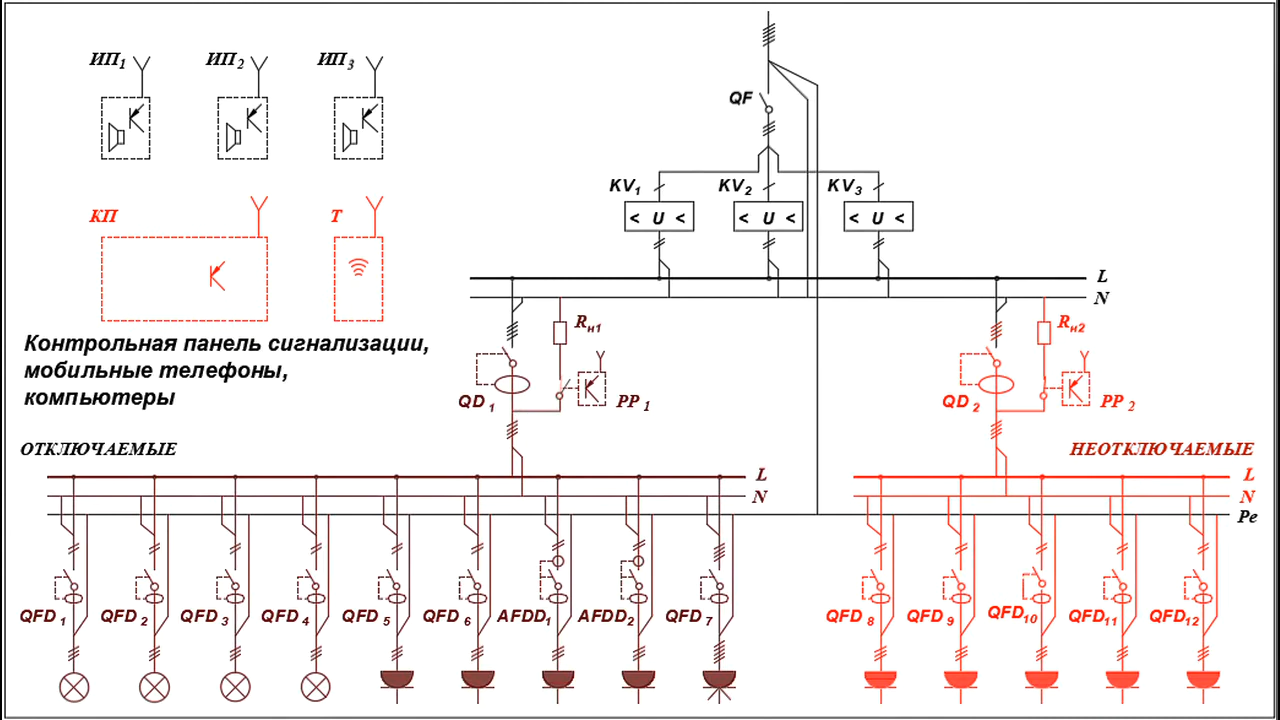 ИП1 ИП2 ИП3
QF
KV1 KV2 KV3
< U < < U < < U <
КП Т
L
N
Контрольная панель сигнализации,
мобильные телефоны,
компьютеры
Rн1 Rн2
QD1 PP1 QD2 PP2
ОТКЛЮЧАЕМЫЕ НЕОТКЛЮЧАЕМЫЕ
L L
N N
Pe
QFD1 QFD2 QFD3 QFD4 QFD5 QFD6 AFDD1 AFDD2 QFD7 QFD8 QFD9 QFD10 QFD11 QFD12